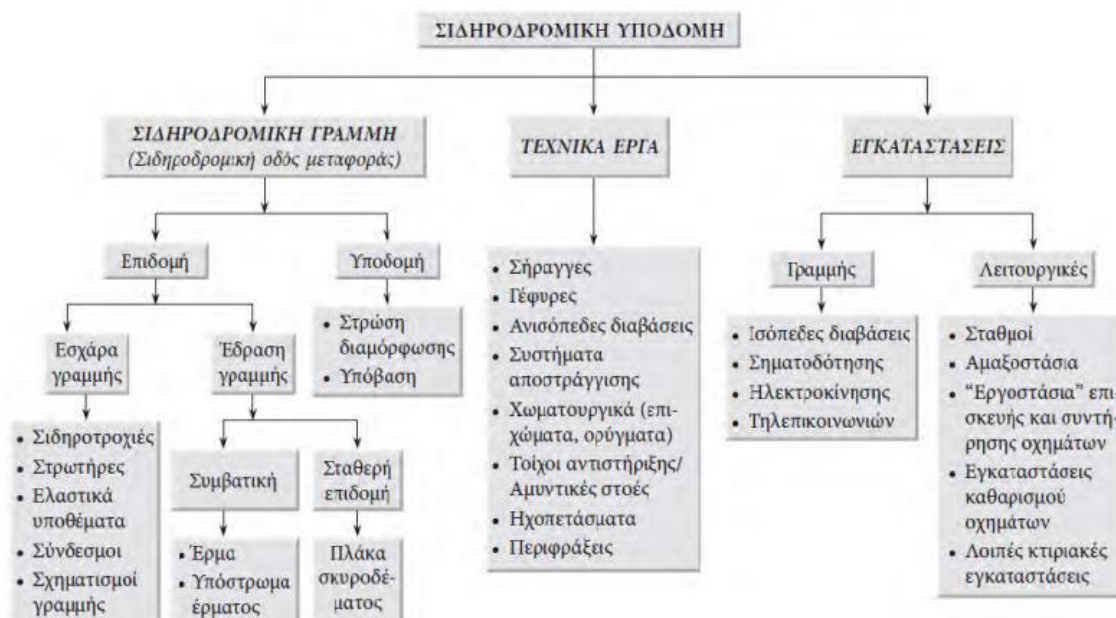 ΣΙΔΗΡΟΔΡΟΜΙΚΗ ΥΠΟΔΟΜΗ
ΣΙΔΗΡΟΔΡΟΜΙΚΗ ΓΡΑΜΜΗ
(Σιδηροδρομική οδός μεταφοράς)
ΤΕΧΝΙΚΑ ΕΡΓΑ
ΕΓΚΑΤΑΣΤΑΣΕΙΣ
Επιδομή
Υποδομή
Εσχάρα
γραμμής
Έδραση
γραμμής
• Στρώση
διαμόρφωσης
• Υπόβαση
• Σιδηροτροχιές
• Στρωτήρες
• Ελαστικά
υποθέματα
• Σύνδεσμοι
• Σχηματισμοί
γραμμής
Συμβατική
Σταθερή
επιδομή
• Έρμα
• Υπόστρωμα
έρματος
Πλάκα
σκυροδέ-
ματος
• Σήραγγες
• Γέφυρες
• Ανισόπεδες διαβάσεις
• Συστήματα
αποστράγγισης
• Χωματουργικά (επι-
χώματα, ορύγματα)
• Τοίχοι αντιστήριξης/
Αμυντικές στοές
• Ηχοπετάσματα
• Περιφράξεις
Γραμμής
Λειτουργικές
• Ισόπεδες διαβάσεις
• Σηματοδότησης
• Ηλεκτροκίνησης
• Τηλεπικοινωνιών
• Σταθμοί
• Αμαξοστάσια
• “Εργοστάσια” επι-
σκευής και συντή-
ρησης οχημάτων
• Εγκαταστάσεις
καθαρισμού
οχημάτων
• Λοιπές κτιριακές
εγκαταστάσεις